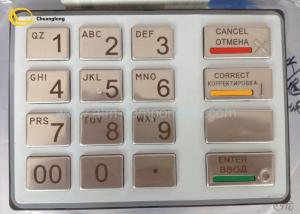 Chuanglong
QZ 1 ABC 2 DEF 3 CANCEL
ОТМЕНА
GHI 4 JKL 5 MNO 6 CORRECT
КОРРЕКТИРОВКА
PRS 7 TUV 8 WXY 9
00 0 . ENTER
ВВОД